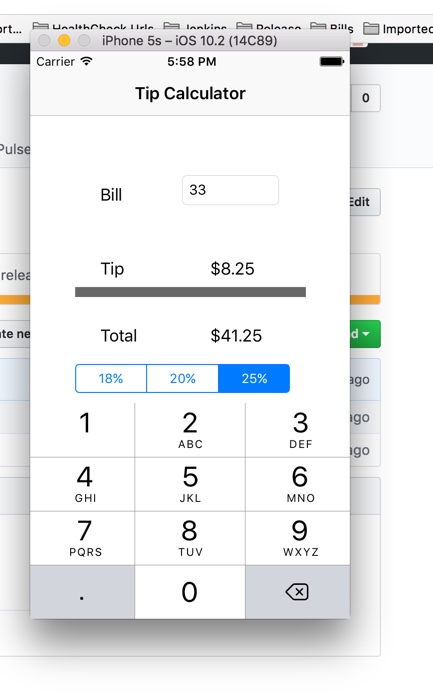 ort... HealthCheck Urls Jenkins Release Bills Imported
iPhone 5s – iOS 10.2 (14C89)
Carrier 5:58 PM
Tip Calculator
0
Pulse
Bill 33
Edit
Tip $8.25
relea
Total $41.25
ate ne
d
18% 20% 25%
ago
1 2 3
ABC DEF
ago
ago
4 5 6
GHI JKL MNO
7 8 9
PQRS TUV WXYZ
. 0